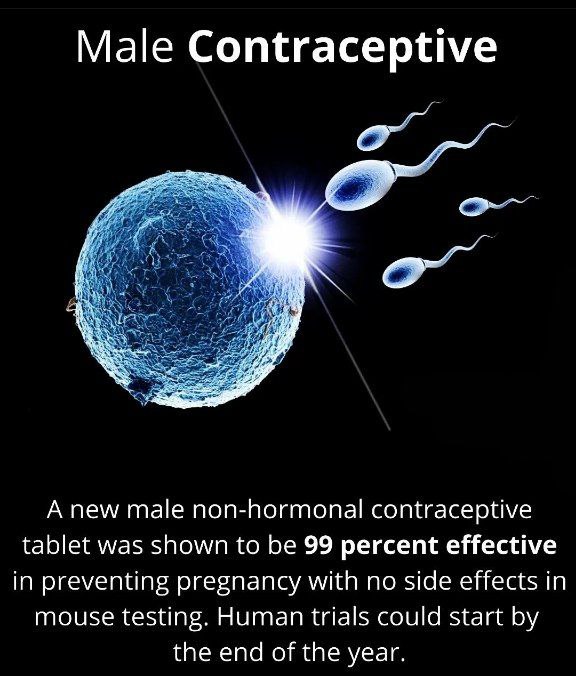 Male Contraceptive
A new male non-hormonal contraceptive
tablet was shown to be 99 percent effective
in preventing pregnancy with no side effects in
mouse testing. Human trials could start by
the end of the year.